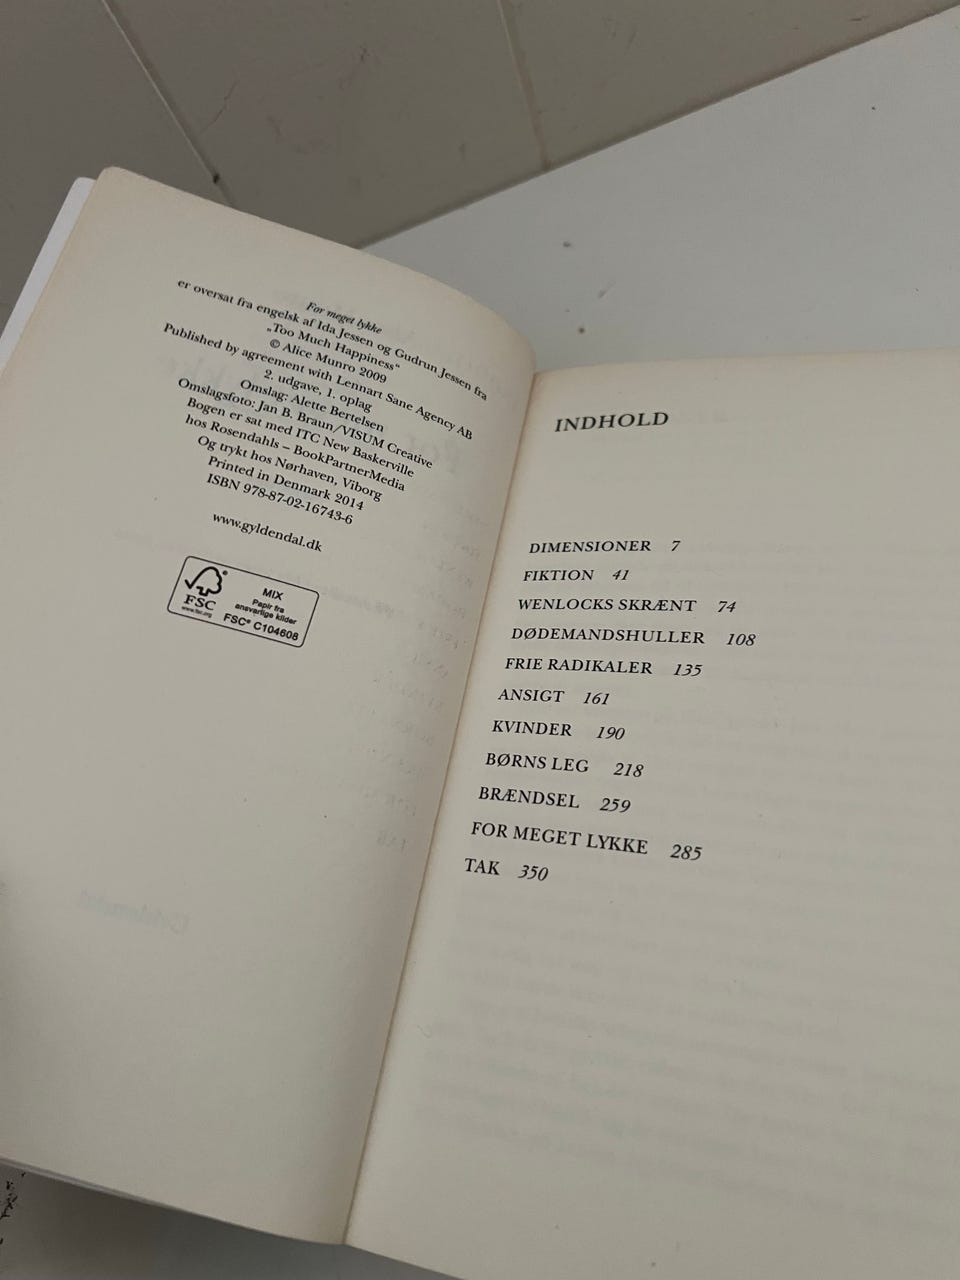 For meget lykke
er oversat fra engelsk af Ida Jessen og Gudrun Jessen fra
„Too Much Happiness“
© Alice Munro 2009
Published by agreement with Lennart Sane Agency AB
2. udgave, 1. oplag
Omslag: Alette Bertelsen
Omslagsfoto: Jan B. Braun/VISUM Creative
Bogen er sat med ITC New Baskerville
hos Rosendahls – BookPartnerMedia
Og trykt hos Nørhaven, Viborg
Printed in Denmark 2014
ISBN 978-87-02-16743-6
www.gyldendal.dk
FSC
www.fsc.org
MIX
Papir fra
ansvarlige kilder
FSC® C104608
INDHOLD
DIMENSIONER 7
FIKTION 41
WENLOCKS SKRÆNT 74
DØDEMANDSHULLER 108
FRIE RADIKALER 135
ANSIGT 161
KVINDER 190
BØRNS LEG 218
BRÆNDSEL 259
FOR MEGET LYKKE 285
TAK 350